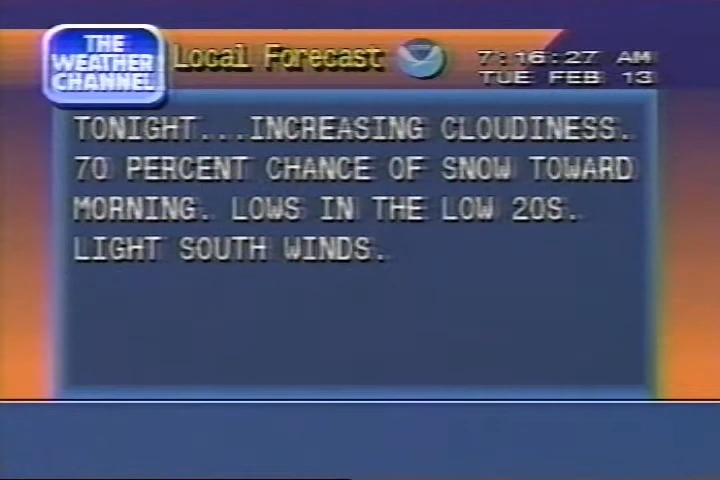 THE
WEATHER
CHANNEL
Local Forecast
7:16:27 AM
TUE FEB 13
TONIGHT...INCREASING CLOUDINESS.
70 PERCENT CHANCE OF SNOW TOWARD
MORNING. LOWS IN THE LOW 20S.
LIGHT SOUTH WINDS.